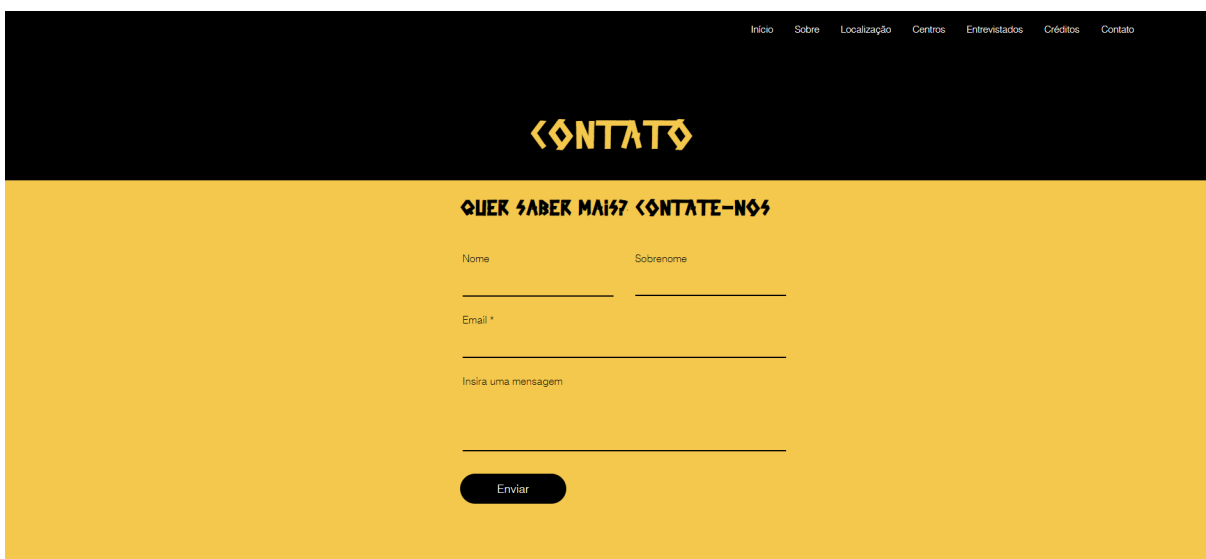 Início Sobre Localização Centros Entrevistados Créditos Contato
CONTATO
QUER SABER MAiS? CONTATE-NOS
Nome Sobrenome
Email *
Insira uma mensagem
Enviar